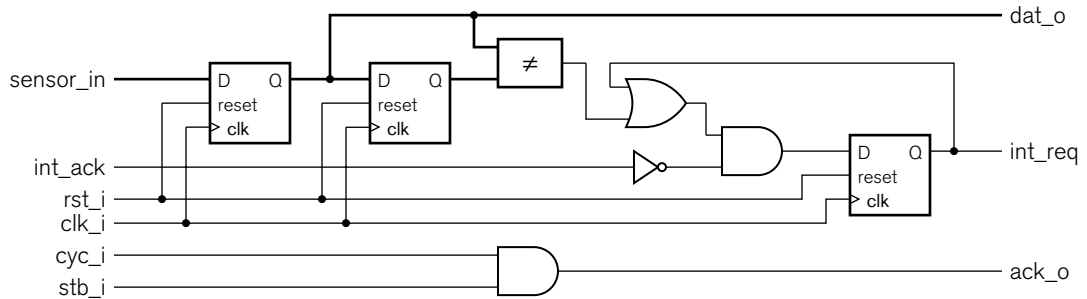 dat_o
sensor_in
D Q
reset
clk
D Q
reset
clk
≠
int_ack
rst_i
clk_i
D Q
reset
clk
int_req
cyc_i
stb_i
ack_o